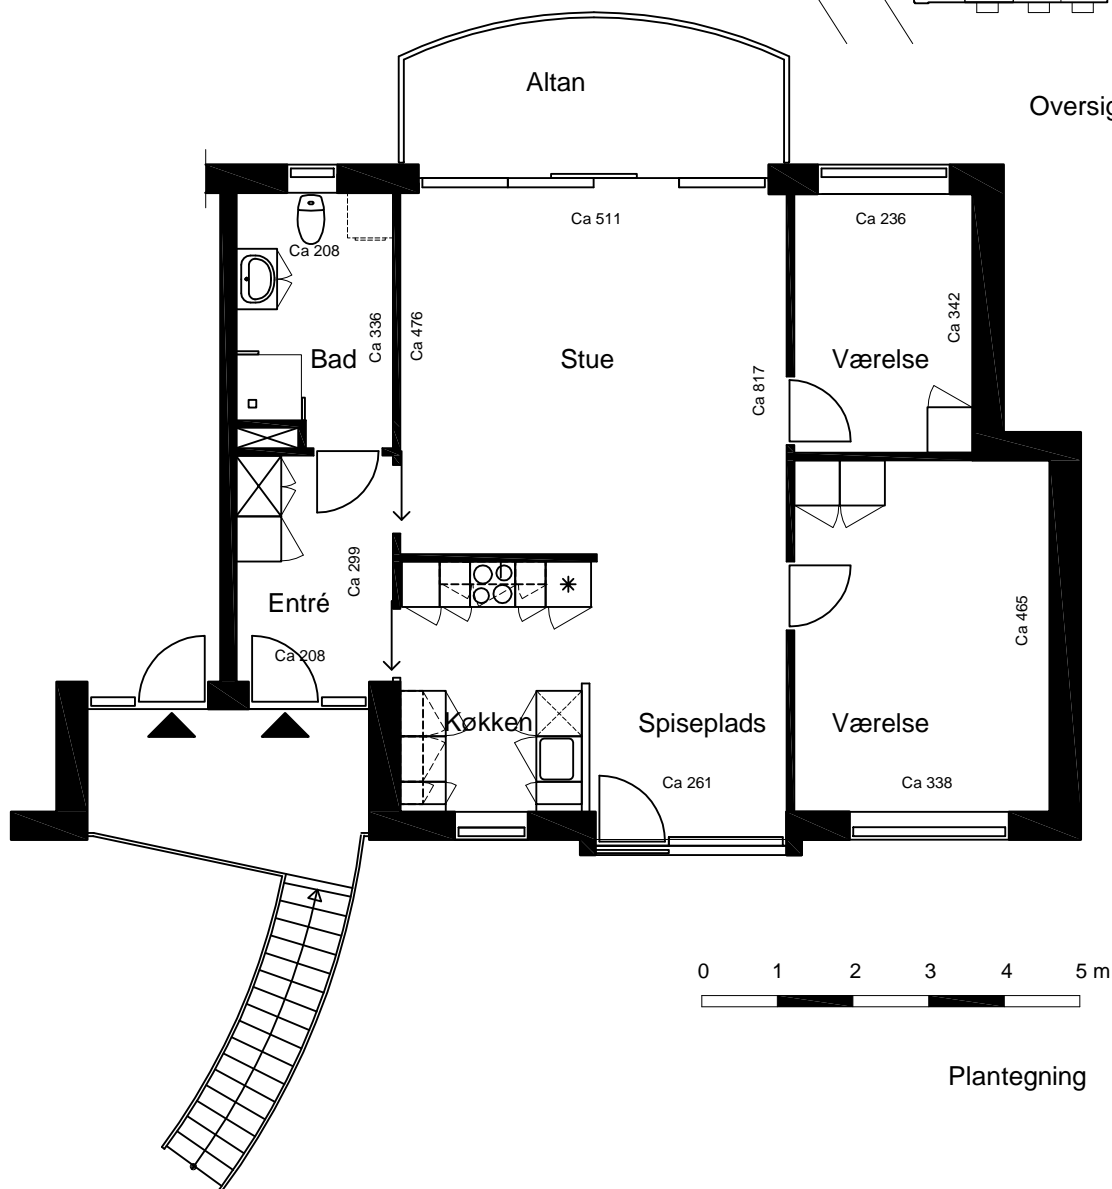 Altan
Oversig
Ca 511
Ca 236
Ca 208
Ca 336
Ca 476
Ca 342
Bad
Stue
Værelse
Ca 817
Ca 299
Entré
Ca 465
Ca 208
Køkken
Spiseplads
Værelse
Ca 261
Ca 338
0 1 2 3 4 5 m
Plantegning